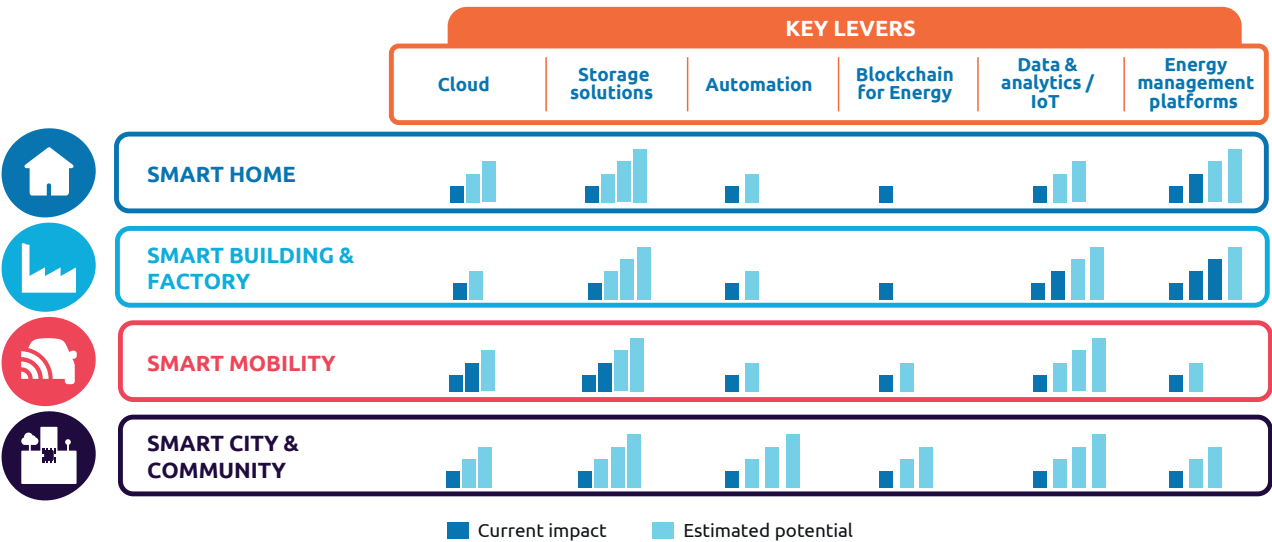 KEY LEVERS
Cloud
Storage
solutions
Automation
Blockchain
for Energy
Data &
analytics /
IoT
Energy
management
platforms
SMART HOME
SMART BUILDING &
FACTORY
SMART MOBILITY
SMART CITY &
COMMUNITY
Current impact
Estimated potential